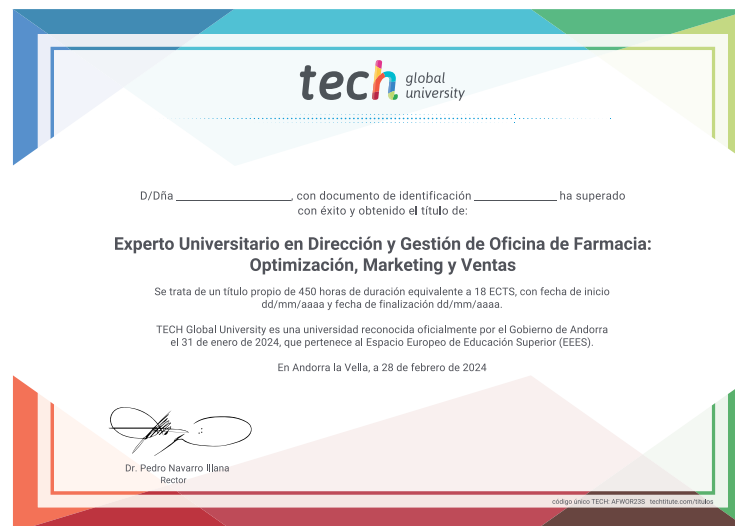 tech global university
D/Dña ____________________, con documento de identificación ______________ ha superado
con éxito y obtenido el título de:
Experto Universitario en Dirección y Gestión de Oficina de Farmacia:
Optimización, Marketing y Ventas
Se trata de un título propio de 450 horas de duración equivalente a 18 ECTS, con fecha de inicio
dd/mm/aaaa y fecha de finalización dd/mm/aaaa.
TECH Global University es una universidad reconocida oficialmente por el Gobierno de Andorra
el 31 de enero de 2024, que pertenece al Espacio Europeo de Educación Superior (EEES).
En Andorra la Vella, a 28 de febrero de 2024
Dr. Pedro Navarro Illana
Rector
código único TECH: AFWOR23S techtitute.com/titulos